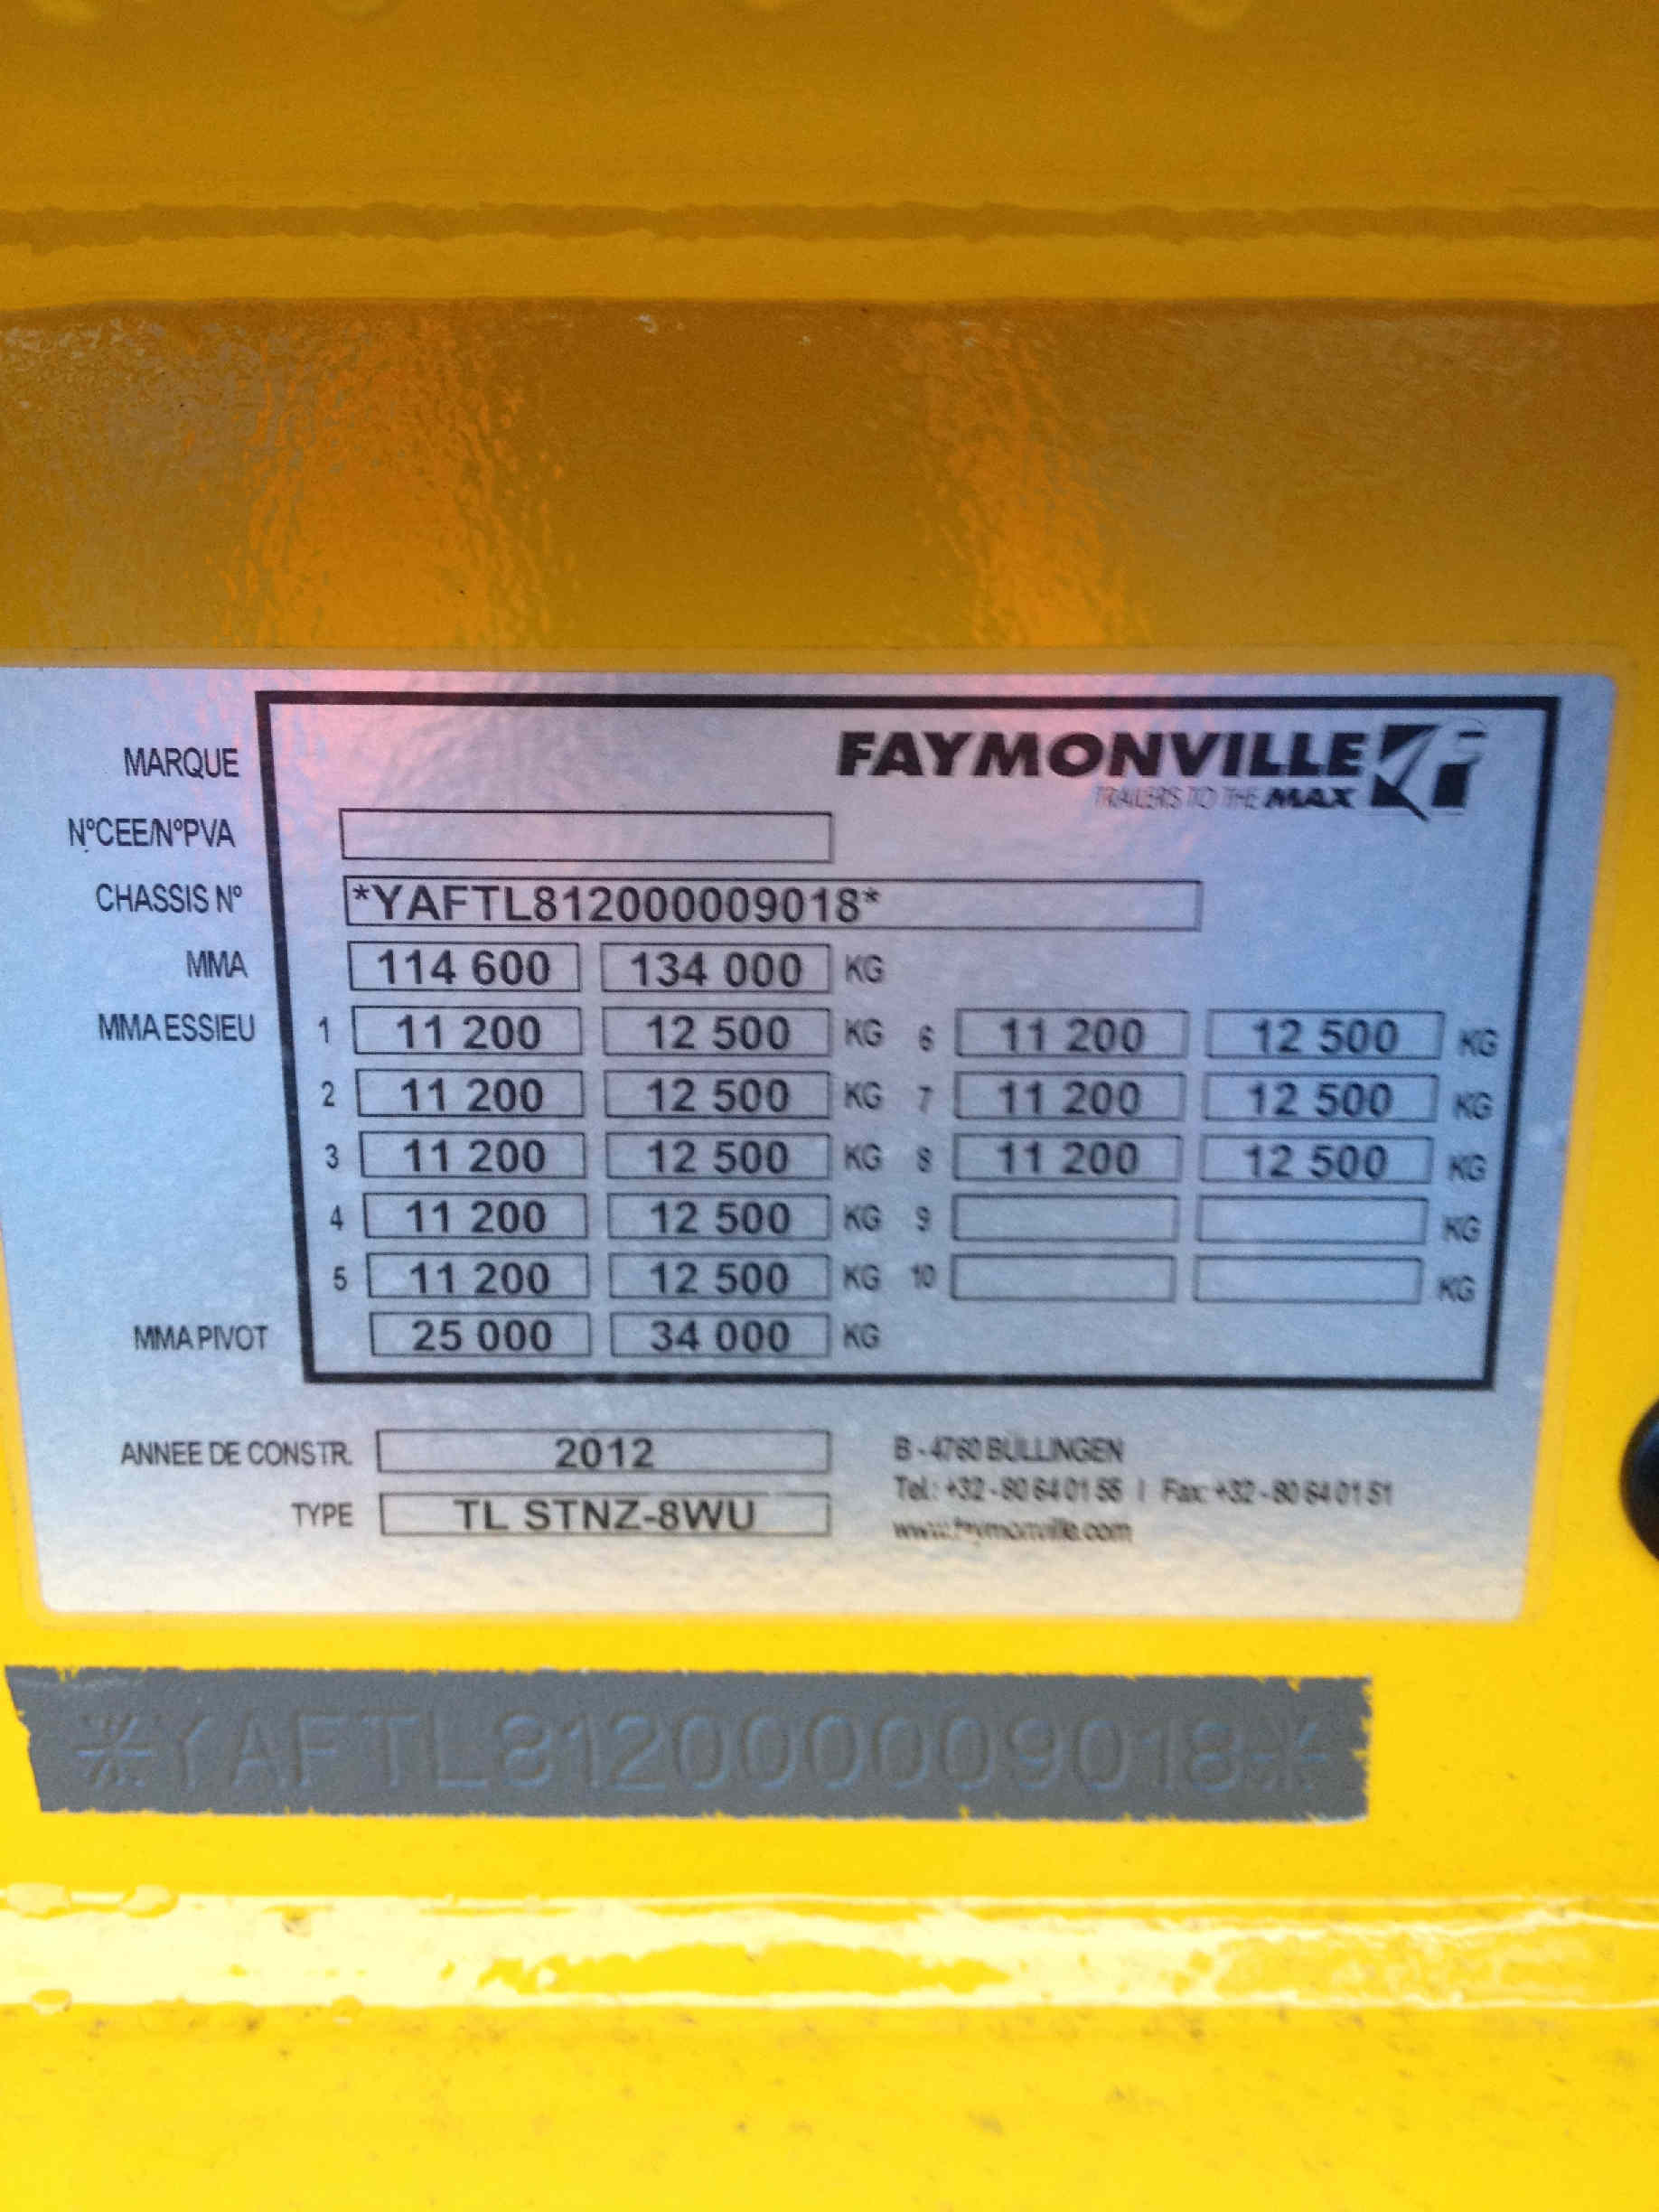 MARQUE FAYMONVILLE
TRAILERS TO THE MAX
N°CEE/N°PVA
CHASSIS N° *YAFTL812000009018*
MMA 114 600 134 000 KG
MMA ESSIEU 1 11 200 12 500 KG 6 11 200 12 500 KG
2 11 200 12 500 KG 7 11 200 12 500 KG
3 11 200 12 500 KG 8 11 200 12 500 KG
4 11 200 12 500 KG 9 KG
5 11 200 12 500 KG 10 KG
MMA PIVOT 25 000 34 000 KG
ANNEE DE CONSTR. 2012 B - 4760 BULLINGEN
Tel.: +32 - 80 64 01 55 | Fax: +32 - 80 64 01 51
TYPE TL STNZ-8WU www.faymonville.com
*YAFTL812000009018*